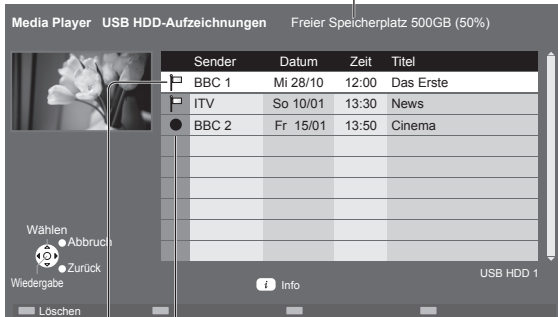 Media Player USB HDD-Aufzeichnungen Freier Speicherplatz 500GB (50%)
Sender Datum Zeit Titel
BBC 1 Mi 28/10 12:00 Das Erste
ITV So 10/01 13:30 News
BBC 2 Fr 15/01 13:50 Cinema
Wählen
Abbruch
Zurück
Wiedergabe
USB HDD 1
i Info
Löschen